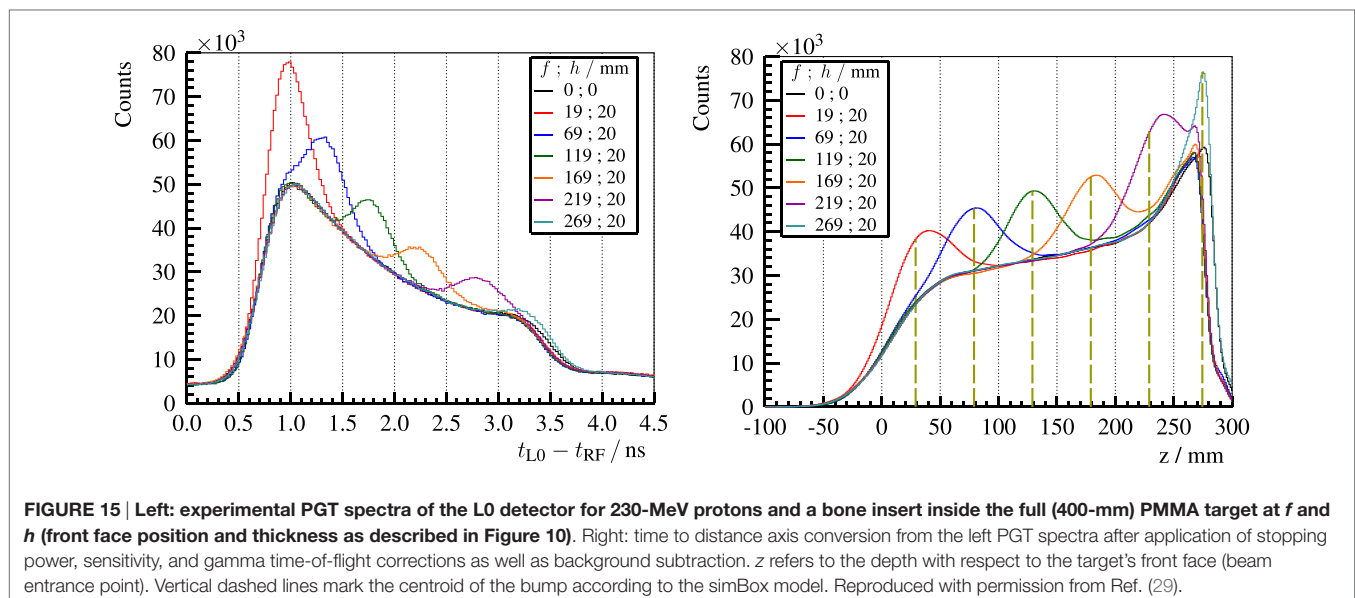 ×10³
80
70
60
50
40
30
20
10
0
Counts
f ; h / mm
0 ; 0
19 ; 20
69 ; 20
119 ; 20
169 ; 20
219 ; 20
269 ; 20
0.0 0.5 1.0 1.5 2.0 2.5 3.0 3.5 4.0 4.5
t_L0 − t_RF / ns
×10³
80
70
60
50
40
30
20
10
0
Counts
f ; h / mm
0 ; 0
19 ; 20
69 ; 20
119 ; 20
169 ; 20
219 ; 20
269 ; 20
-100 -50 0 50 100 150 200 250 300
z / mm
FIGURE 15 | Left: experimental PGT spectra of the L0 detector for 230-MeV protons and a bone insert inside the full (400-mm) PMMA target at f and
h (front face position and thickness as described in Figure 10). Right: time to distance axis conversion from the left PGT spectra after application of stopping
power, sensitivity, and gamma time-of-flight corrections as well as background subtraction. z refers to the depth with respect to the target's front face (beam
entrance point). Vertical dashed lines mark the centroid of the bump according to the simBox model. Reproduced with permission from Ref. (29).